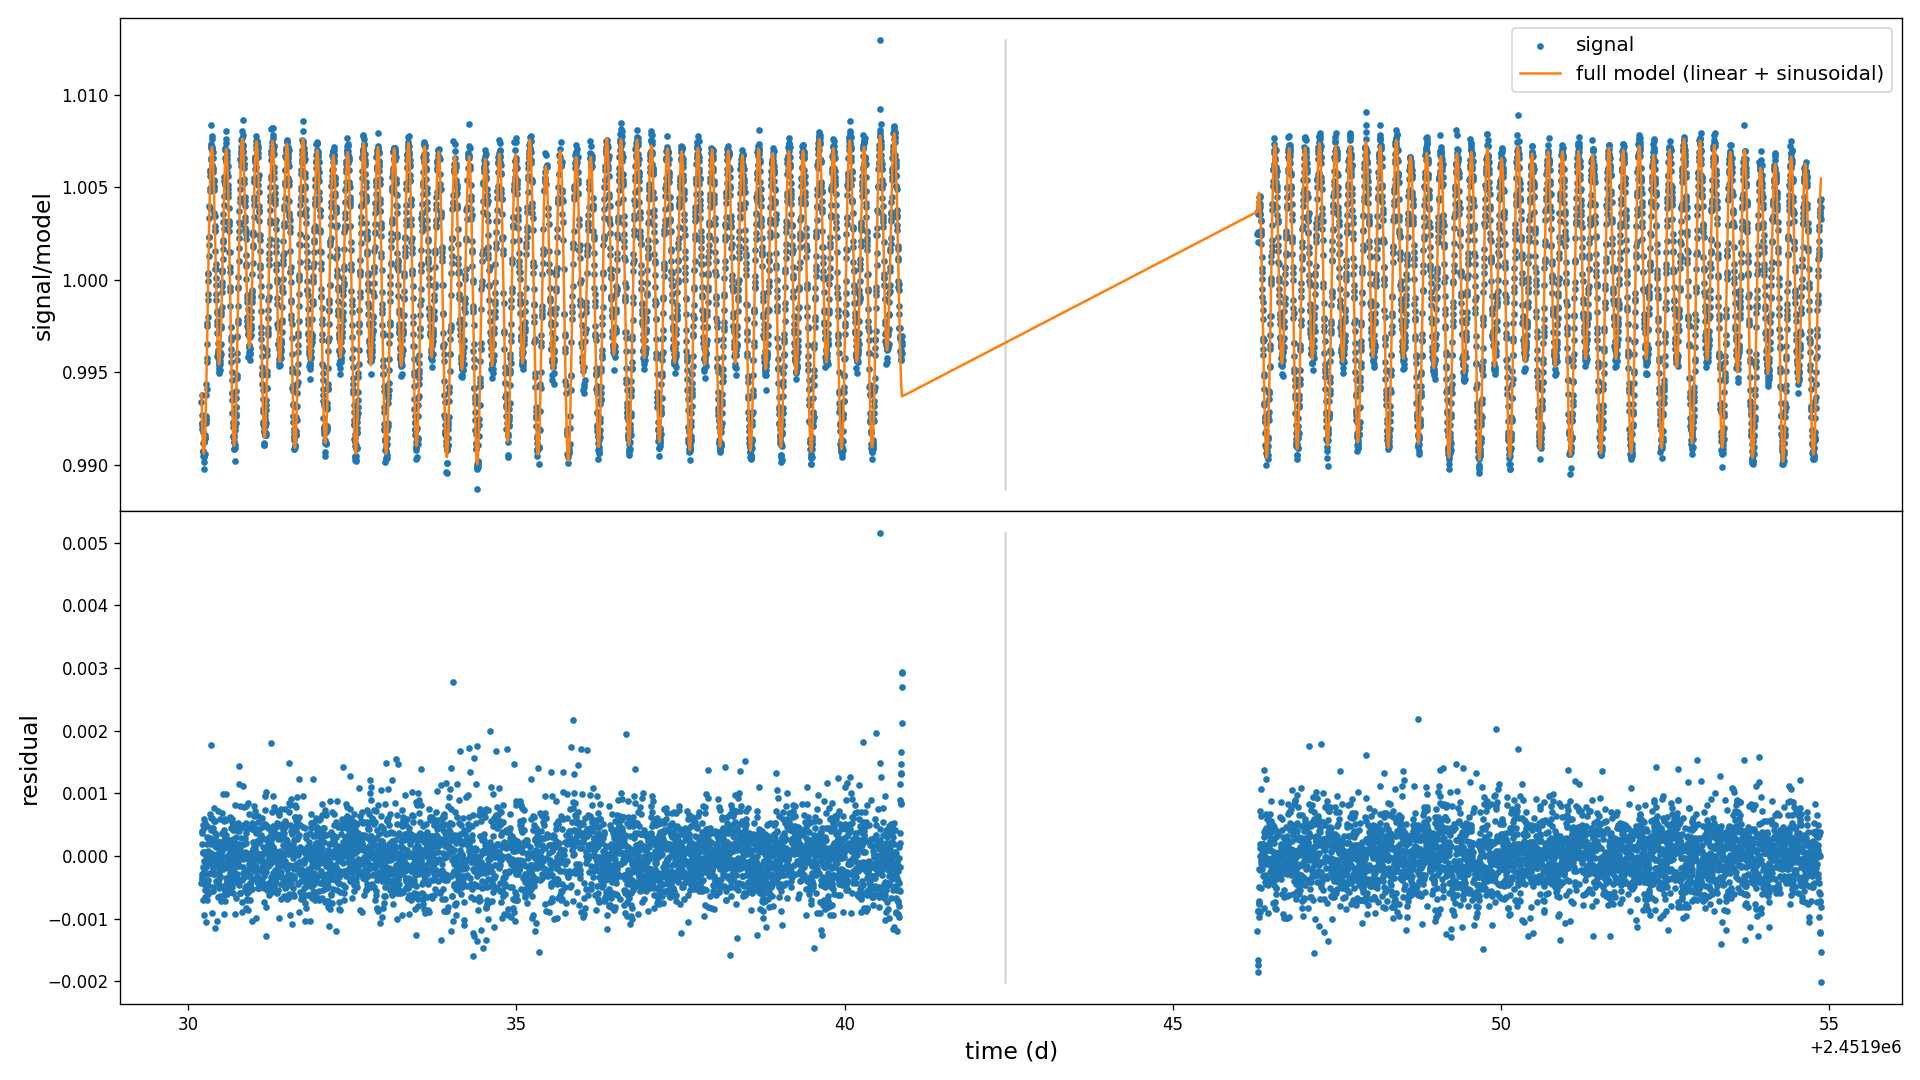 signal
full model (linear + sinusoidal)
signal/model
1.010
1.005
1.000
0.995
0.990
residual
0.005
0.004
0.003
0.002
0.001
0.000
−0.001
−0.002
30 35 40 45 50 55
+2.4519e6
time (d)